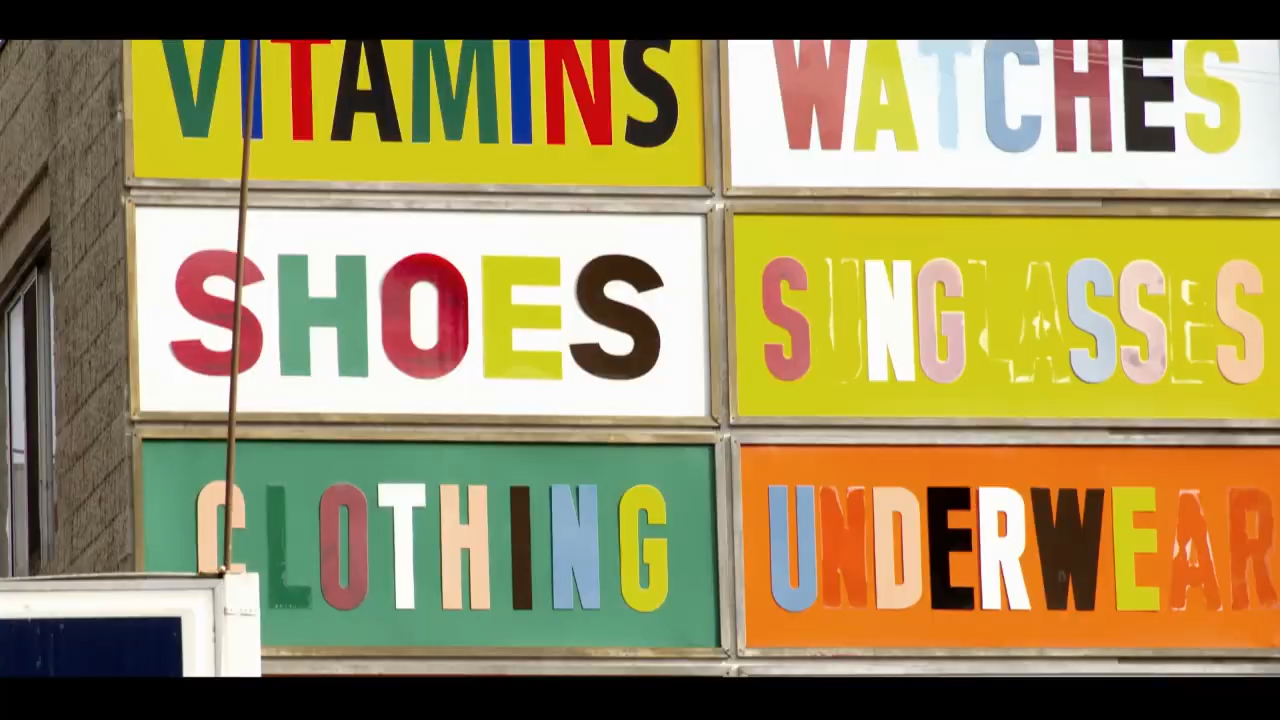 VITAMINS
WATCHES
SHOES
SUNGLASSES
CLOTHING
UNDERWEAR